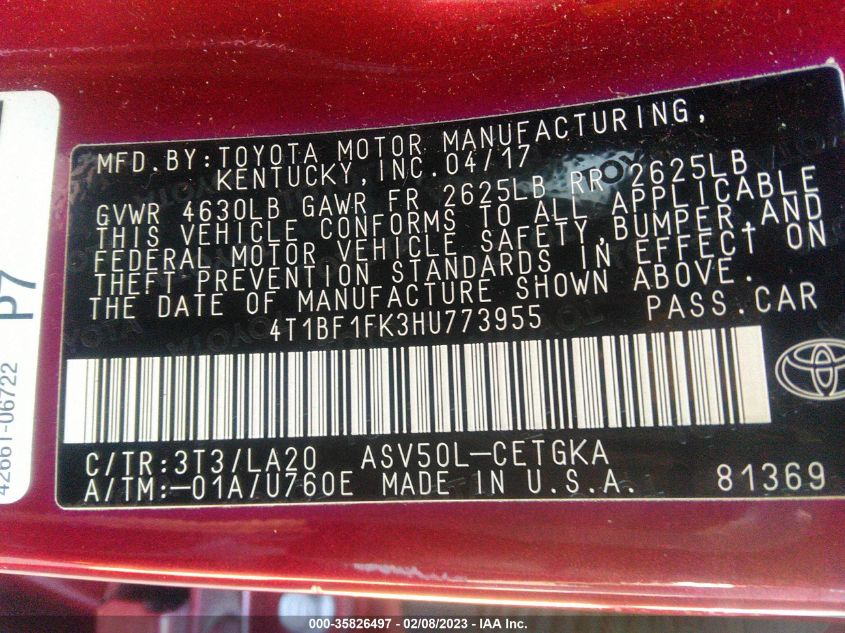 MFD.BY:TOYOTA MOTOR MANUFACTURING,
KENTUCKY,INC.04/17
GVWR 4630LB GAWR FR 2625LB RR 2625LB
THIS VEHICLE CONFORMS TO ALL APPLICABLE
FEDERAL MOTOR VEHICLE SAFETY,BUMPER,AND
THEFT-PREVENTION STANDARDS IN EFFECT ON
THE DATE OF MANUFACTURE SHOWN ABOVE.
4T1BF1FK3HU773955 PASS.CAR
C/TR:3T3/LA20 ASV50L-CETGKA
A/TM:-01A/U760E MADE IN U.S.A. 81369
P7
42661-06722
000-35826497 - 02/08/2023 - IAA Inc.